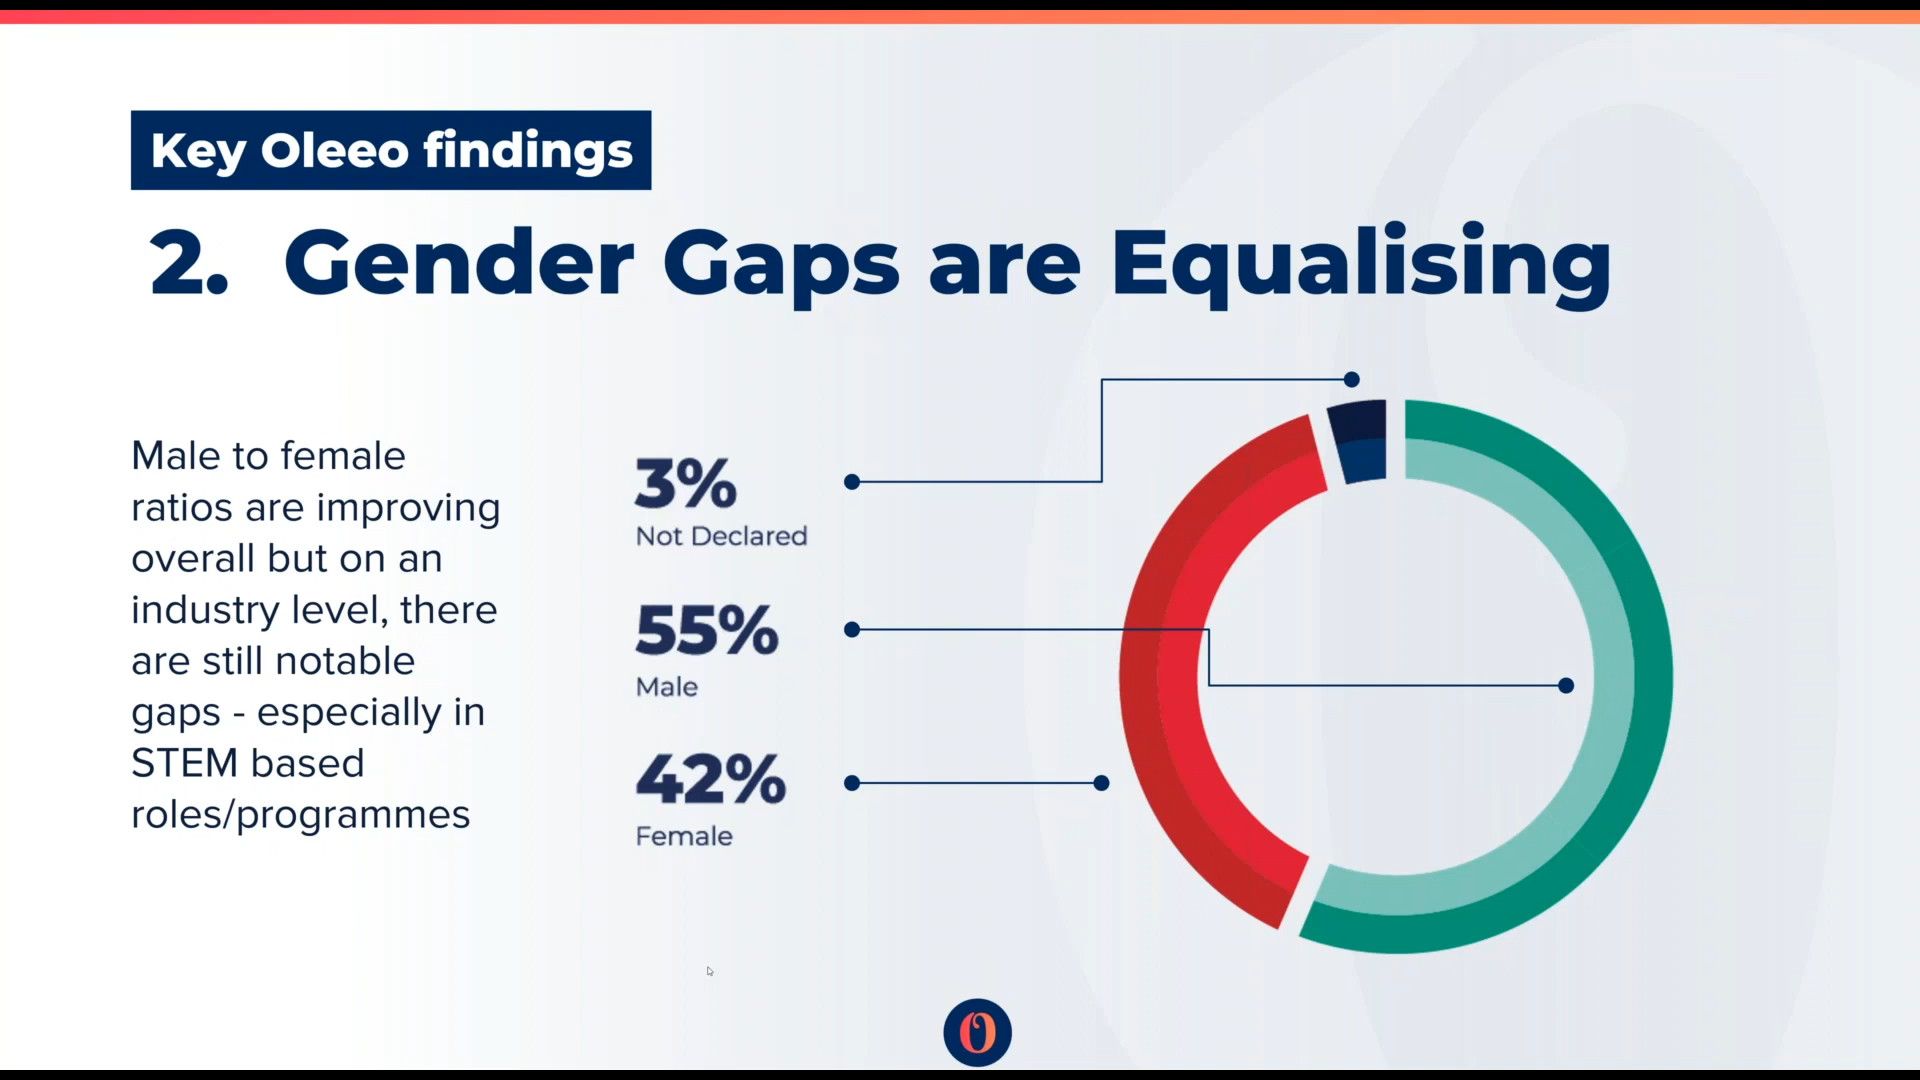 Key Oleeo findings
2. Gender Gaps are Equalising
Male to female
ratios are improving
overall but on an
industry level, there
are still notable
gaps - especially in
STEM based
roles/programmes
3%
Not Declared
55%
Male
42%
Female